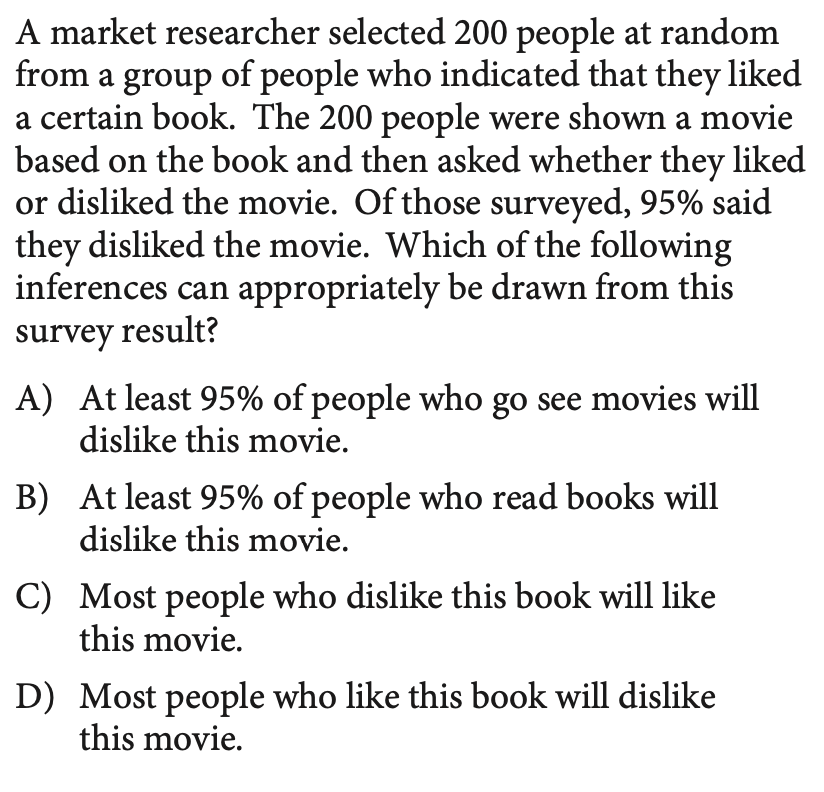 A market researcher selected 200 people at random
from a group of people who indicated that they liked
a certain book.  The 200 people were shown a movie
based on the book and then asked whether they liked
or disliked the movie.  Of those surveyed, 95% said
they disliked the movie.  Which of the following
inferences can appropriately be drawn from this
survey result?
A) At least 95% of people who go see movies will
dislike this movie.
B) At least 95% of people who read books will
dislike this movie.
C) Most people who dislike this book will like
this movie.
D) Most people who like this book will dislike
this movie.